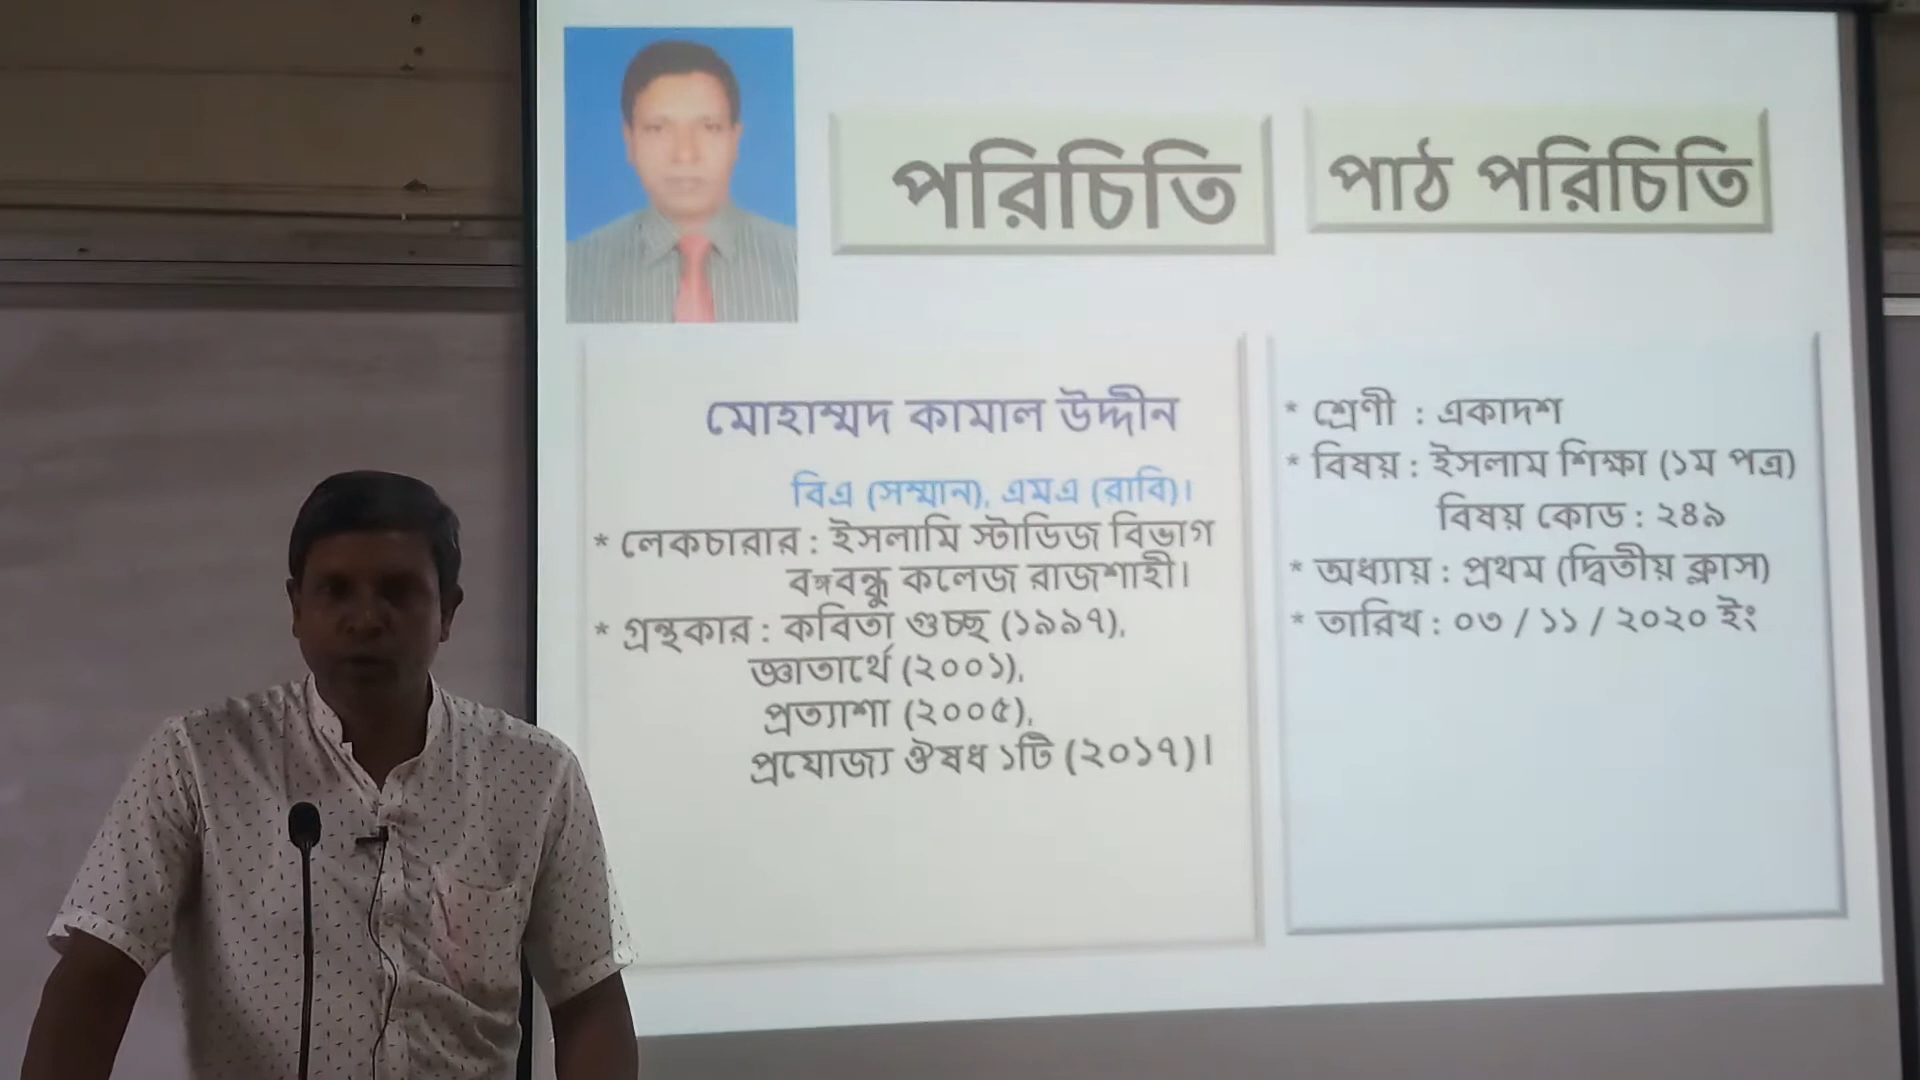 পরিচিতি
মোহাম্মদ কামাল উদ্দীন
বিএ (সম্মান), এমএ (রাবি)।
* লেকচারার : ইসলামি স্টাডিজ বিভাগ
বঙ্গবন্ধু কলেজ রাজশাহী।
* গ্রন্থকার : কবিতা গুচ্ছ (১৯৯৭),
জ্ঞাতার্থে (২০০১),
প্রত্যাশা (২০০৫),
প্রযোজ্য ঔষধ ১টি (২০১৭)।
পাঠ পরিচিতি
* শ্রেণী : একাদশ
* বিষয় : ইসলাম শিক্ষা (১ম পত্র)
বিষয় কোড : ২৪৯
* অধ্যায় : প্রথম (দ্বিতীয় ক্লাস)
* তারিখ : ০৩ / ১১ / ২০২০ ইং